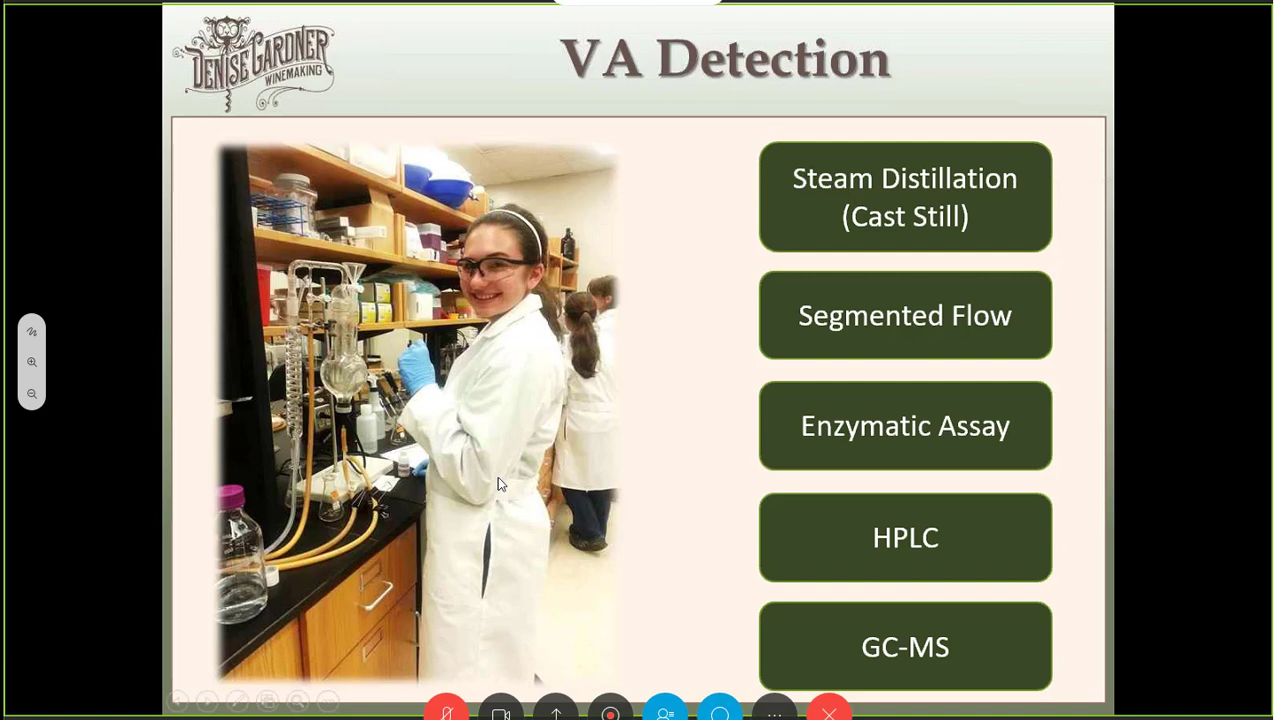 DENISE GARDNER
WINEMAKING
VA Detection
Steam Distillation
(Cast Still)
Segmented Flow
Enzymatic Assay
HPLC
GC-MS